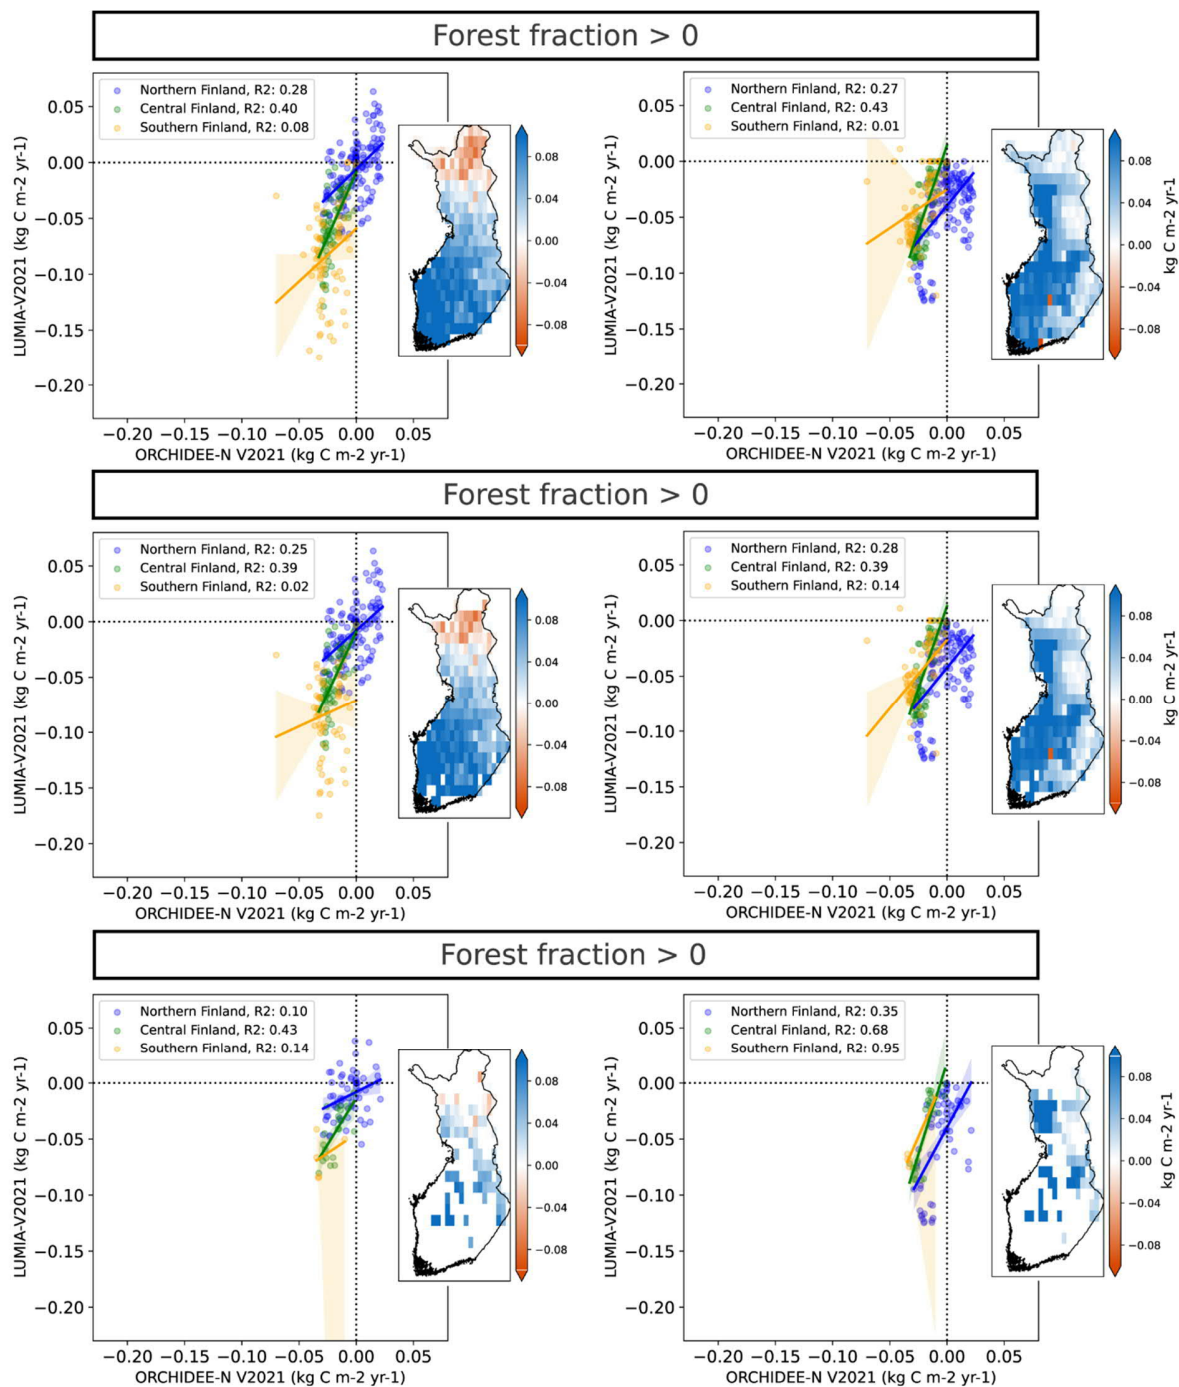 Forest fraction > 0
Northern Finland, R2: 0.28
Central Finland, R2: 0.40
Southern Finland, R2: 0.08
0.05
0.00
−0.05
−0.10
−0.15
−0.20
LUMIA-V2021 (kg C m-2 yr-1)
−0.20 −0.15 −0.10 −0.05 0.00 0.05
ORCHIDEE-N V2021 (kg C m-2 yr-1)
0.08
0.04
0.00
−0.04
−0.08
Northern Finland, R2: 0.27
Central Finland, R2: 0.43
Southern Finland, R2: 0.01
0.05
0.00
−0.05
−0.10
−0.15
−0.20
LUMIA-V2021 (kg C m-2 yr-1)
−0.20 −0.15 −0.10 −0.05 0.00 0.05
ORCHIDEE-N V2021 (kg C m-2 yr-1)
0.08
0.04
0.00
−0.04
−0.08
kg C m-2 yr-1
Forest fraction > 0
Northern Finland, R2: 0.25
Central Finland, R2: 0.39
Southern Finland, R2: 0.02
0.05
0.00
−0.05
−0.10
−0.15
−0.20
LUMIA-V2021 (kg C m-2 yr-1)
−0.20 −0.15 −0.10 −0.05 0.00 0.05
ORCHIDEE-N V2021 (kg C m-2 yr-1)
0.08
0.04
0.00
−0.04
−0.08
Northern Finland, R2: 0.28
Central Finland, R2: 0.39
Southern Finland, R2: 0.14
0.05
0.00
−0.05
−0.10
−0.15
−0.20
LUMIA-V2021 (kg C m-2 yr-1)
−0.20 −0.15 −0.10 −0.05 0.00 0.05
ORCHIDEE-N V2021 (kg C m-2 yr-1)
0.08
0.04
0.00
−0.04
−0.08
kg C m-2 yr-1
Forest fraction > 0
Northern Finland, R2: 0.10
Central Finland, R2: 0.43
Southern Finland, R2: 0.14
0.05
0.00
−0.05
−0.10
−0.15
−0.20
LUMIA-V2021 (kg C m-2 yr-1)
−0.20 −0.15 −0.10 −0.05 0.00 0.05
ORCHIDEE-N V2021 (kg C m-2 yr-1)
0.08
0.04
0.00
−0.04
−0.08
Northern Finland, R2: 0.35
Central Finland, R2: 0.68
Southern Finland, R2: 0.95
0.05
0.00
−0.05
−0.10
−0.15
−0.20
LUMIA-V2021 (kg C m-2 yr-1)
−0.20 −0.15 −0.10 −0.05 0.00 0.05
ORCHIDEE-N V2021 (kg C m-2 yr-1)
0.08
0.04
0.00
−0.04
−0.08
kg C m-2 yr-1